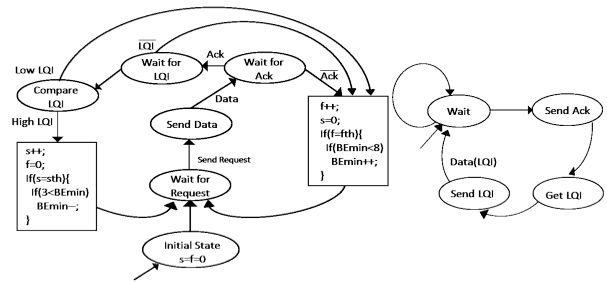 Low LQI
Compare
LQI
High LQI
s++;
f=0;
If(s=sth){
If(3<BEmin)
BEmin--;
}
LQI
Wait for
LQI
Ack
Wait for
Ack
Ack
Data
Send Data
Send Request
Wait for
Request
Initial State
s=f=0
f++;
s=0;
If(f=fth){
If(BEmin<8)
BEmin++;
}
Wait
Send Ack
Data(LQI)
Send LQI
Get LQI